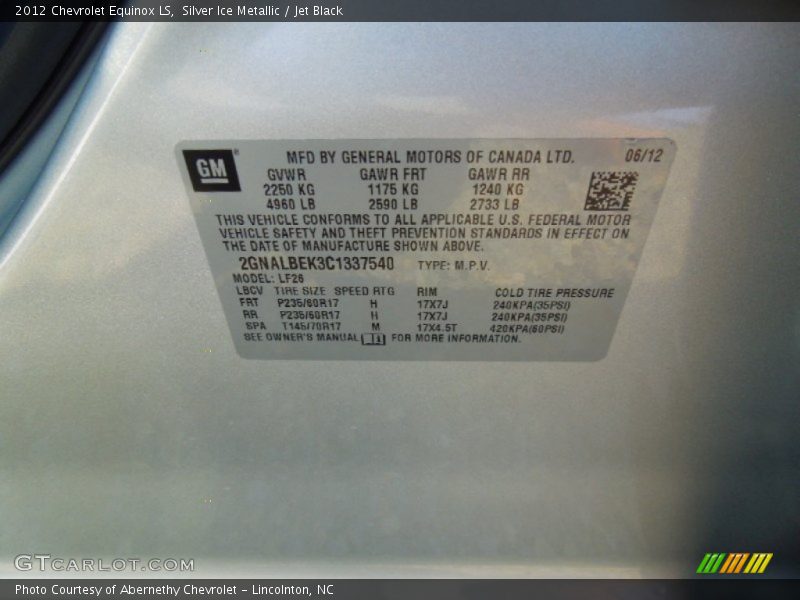 2012 Chevrolet Equinox LS, Silver Ice Metallic / Jet Black
GM
MFD BY GENERAL MOTORS OF CANADA LTD. 06/12
GVWR GAWR FRT GAWR RR
2250 KG 1175 KG 1240 KG
4960 LB 2590 LB 2733 LB
THIS VEHICLE CONFORMS TO ALL APPLICABLE U.S. FEDERAL MOTOR
VEHICLE SAFETY AND THEFT PREVENTION STANDARDS IN EFFECT ON
THE DATE OF MANUFACTURE SHOWN ABOVE.
2GNALBEK3C1337540 TYPE: M.P.V.
MODEL: LF26
LBCV TIRE SIZE SPEED RTG RIM COLD TIRE PRESSURE
FRT P235/60R17 H 17X7J 240KPA(35PSI)
RR P235/60R17 H 17X7J 240KPA(35PSI)
SPA T145/70R17 M 17X4.5T 420KPA(60PSI)
SEE OWNER'S MANUAL FOR MORE INFORMATION.
GTCARLOT.COM
Photo Courtesy of Abernethy Chevrolet – Lincolnton, NC